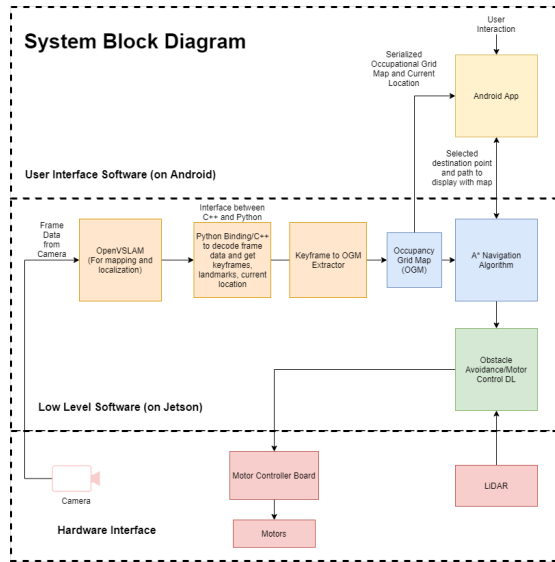 System Block Diagram
User
Interaction
Serialized
Occupational Grid
Map and Current
Location
Android App
Selected
destination point
and path to
display with map
User Interface Software (on Android)
Frame
Data
from
Camera
Interface between
C++ and Python
OpenVSLAM
(For mapping and
localization)
Python Binding/C++
to decode frame
data and get
keyframes,
landmarks, current
location
Keyframe to OGM
Extractor
Occupancy
Grid Map
(OGM)
A* Navigation
Algorithm
Obstacle
Avoidance/Motor
Control DL
Low Level Software (on Jetson)
Camera
Motor Controller Board
LiDAR
Motors
Hardware Interface